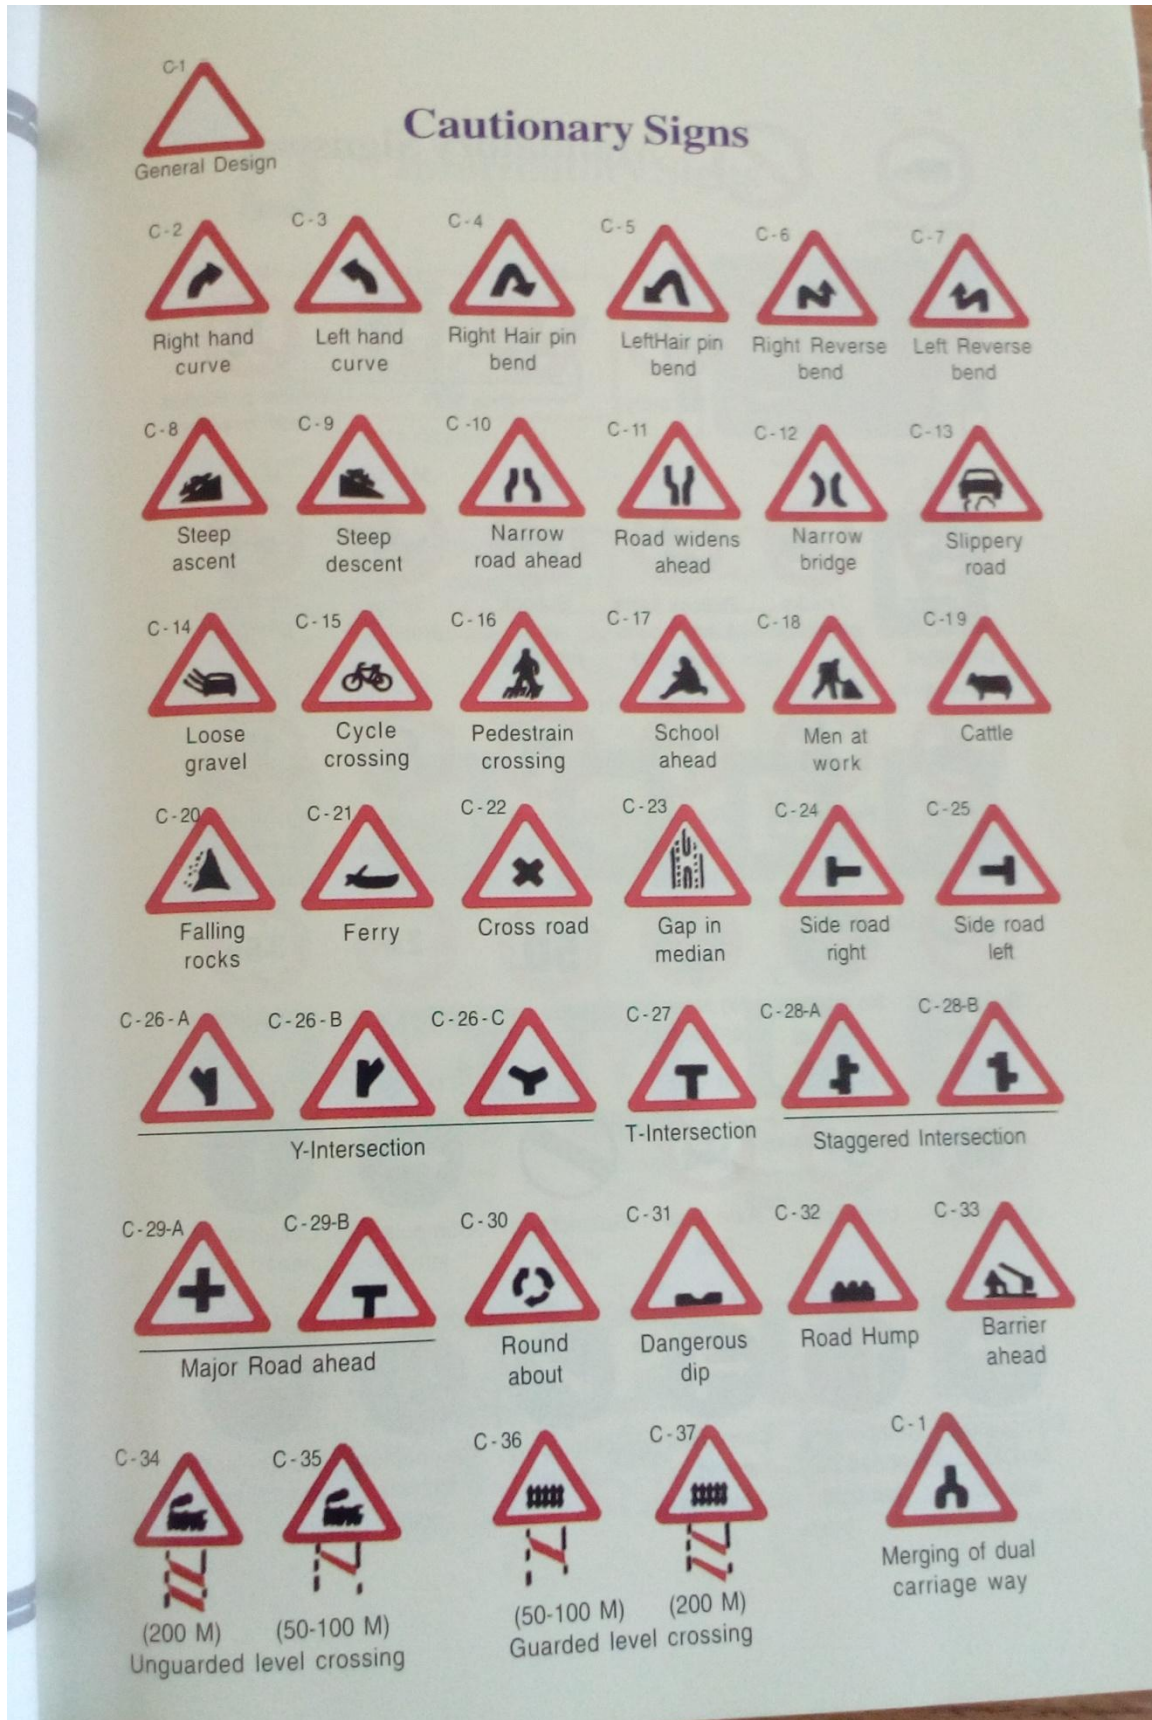 C-1
Cautionary Signs
General Design
C-2 C-3 C-4 C-5 C-6 C-7
Right hand curve
Left hand curve
Right Hair pin bend
LeftHair pin bend
Right Reverse bend
Left Reverse bend
C-8 C-9 C-10 C-11 C-12 C-13
Steep ascent
Steep descent
Narrow road ahead
Road widens ahead
Narrow bridge
Slippery road
C-14 C-15 C-16 C-17 C-18 C-19
Loose gravel
Cycle crossing
Pedestrain crossing
School ahead
Men at work
Cattle
C-20 C-21 C-22 C-23 C-24 C-25
Falling rocks
Ferry
Cross road
Gap in median
Side road right
Side road left
C-26-A C-26-B C-26-C C-27 C-28-A C-28-B
Y-Intersection
T-Intersection
Staggered Intersection
C-29-A C-29-B C-30 C-31 C-32 C-33
Major Road ahead
Round about
Dangerous dip
Road Hump
Barrier ahead
C-34 C-35 C-36 C-37 C-1
(200 M) (50-100 M)
Unguarded level crossing
(50-100 M) (200 M)
Guarded level crossing
Merging of dual
carriage way